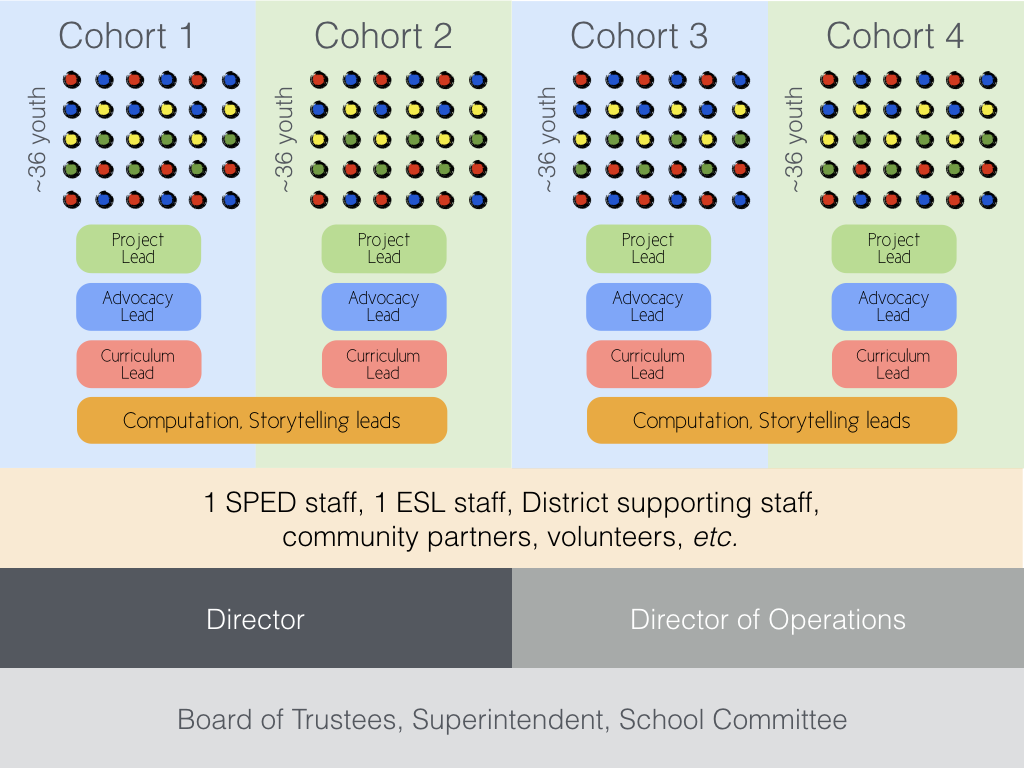 Cohort 1
Cohort 2
Cohort 3
Cohort 4
~36 youth
~36 youth
~36 youth
~36 youth
Project
Lead
Project
Lead
Project
Lead
Project
Lead
Advocacy
Lead
Advocacy
Lead
Advocacy
Lead
Advocacy
Lead
Curriculum
Lead
Curriculum
Lead
Curriculum
Lead
Curriculum
Lead
Computation, Storytelling leads
Computation, Storytelling leads
1 SPED staff, 1 ESL staff, District supporting staff,
community partners, volunteers, etc.
Director
Director of Operations
Board of Trustees, Superintendent, School Committee